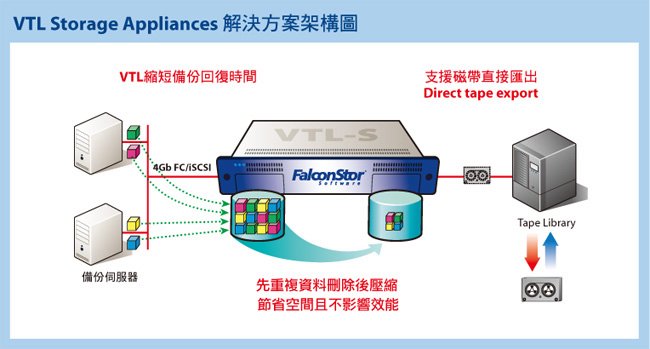 VTL Storage Appliances 解決方案架構圖
VTL縮短備份回復時間
支援磁帶直接匯出
Direct tape export
VTL-S
4Gb FC/iSCSI
FalconStor
Software
Tape Library
備份伺服器
先重複資料刪除後壓縮
節省空間且不影響效能